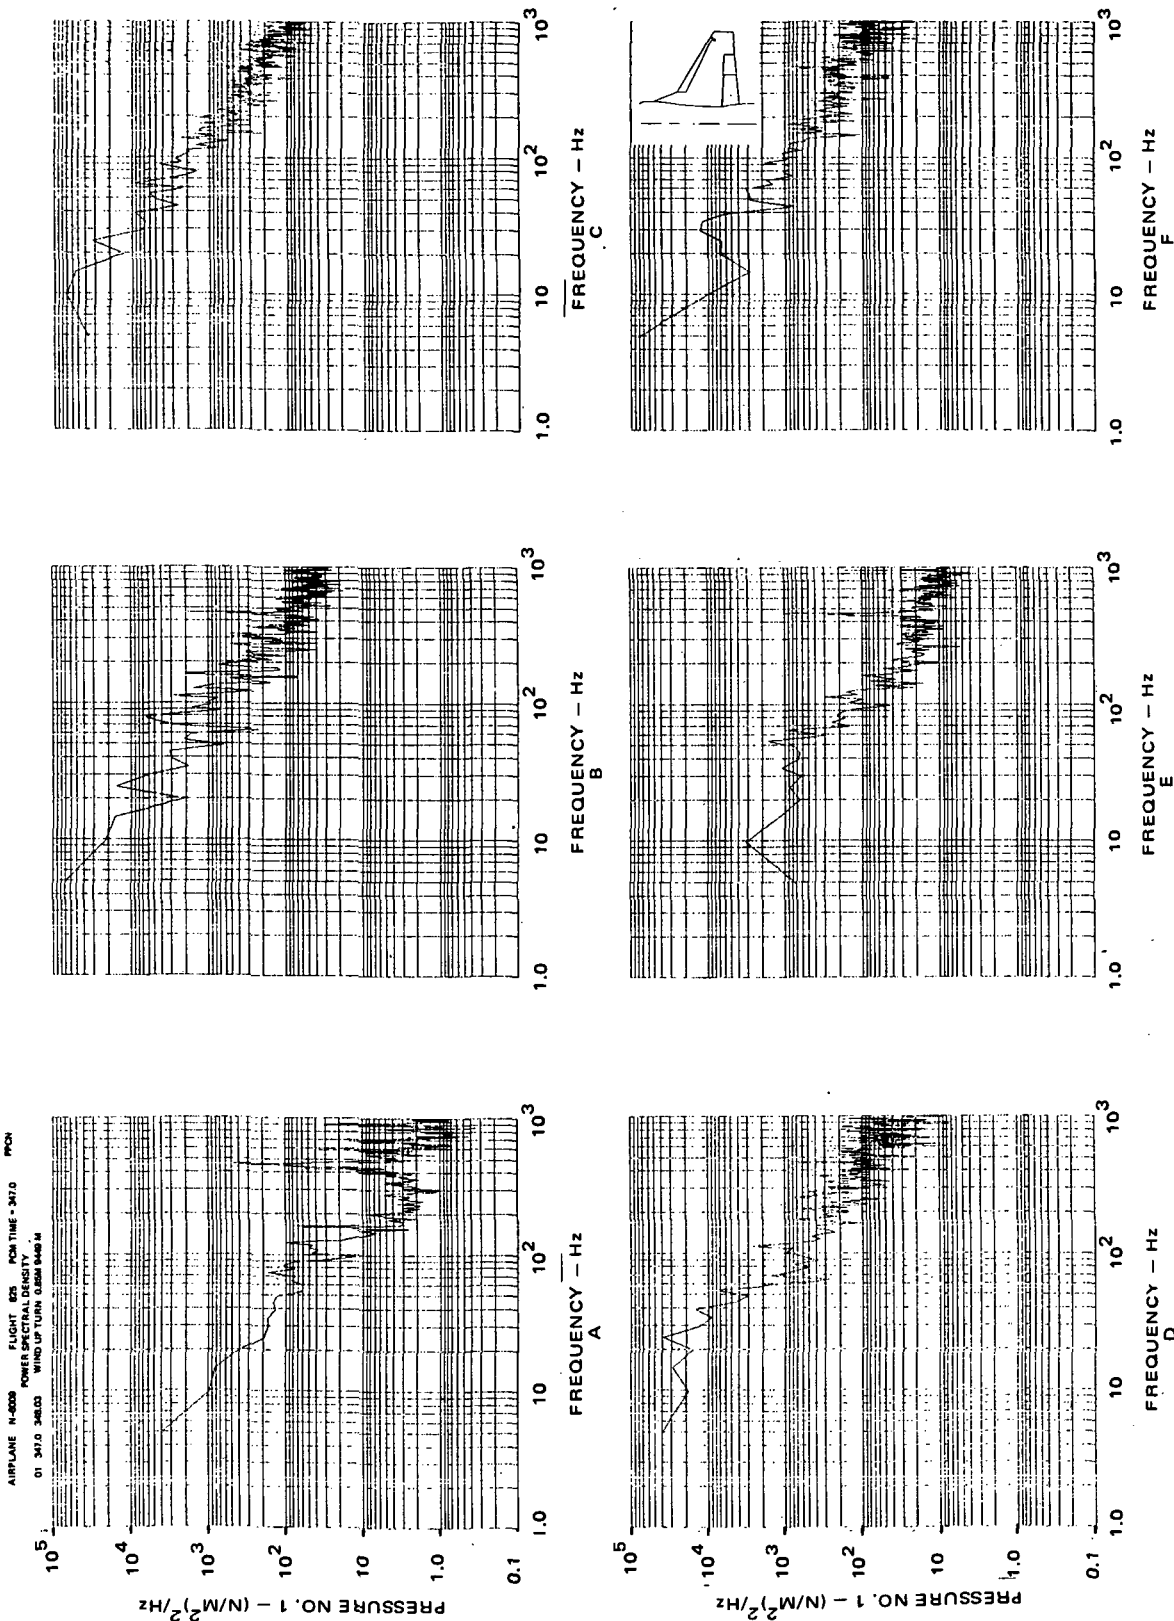 AIRPLANE N-6009 FLIGHT 825 PCM TIME = 347.0
POWER SPECTRAL DENSITY
01 347.0 348.03 WIND UP TURN 0.85M 9449 M
PRESSURE NO. 1 – (N/M²)²/Hz
10⁵
10⁴
10³
10²
10
1.0
0.1
1.0 10 10² 10³
FREQUENCY – Hz
A
1.0 10 10² 10³
FREQUENCY – Hz
B
1.0 10 10² 10³
FREQUENCY – Hz
C
PRESSURE NO. 1 – (N/M²)²/Hz
10⁵
10⁴
10³
10²
10
1.0
0.1
1.0 10 10² 10³
FREQUENCY – Hz
D
1.0 10 10² 10³
FREQUENCY – Hz
E
1.0 10 10² 10³
FREQUENCY – Hz
F